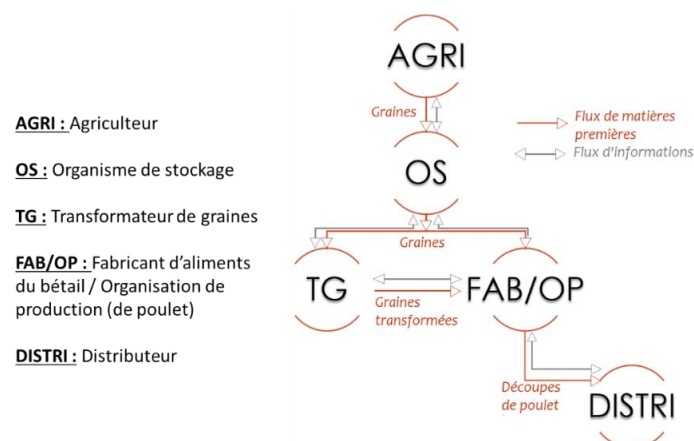 AGRI : Agriculteur
OS : Organisme de stockage
TG : Transformateur de graines
FAB/OP : Fabricant d’aliments
du bétail / Organisation de
production (de poulet)
DISTRI : Distributeur
AGRI
Graines
Flux de matières
premières
Flux d'informations
OS
Graines
TG
FAB/OP
Graines
transformées
Découpes
de poulet
DISTRI